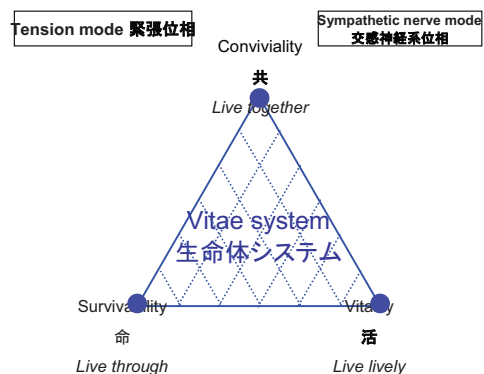 Tension mode 緊張位相
Sympathetic nerve mode
交感神経系位相
Conviviality
共
Live together
Vitae system
生命体システム
Survivability
命
Live through
Vitality
活
Live lively